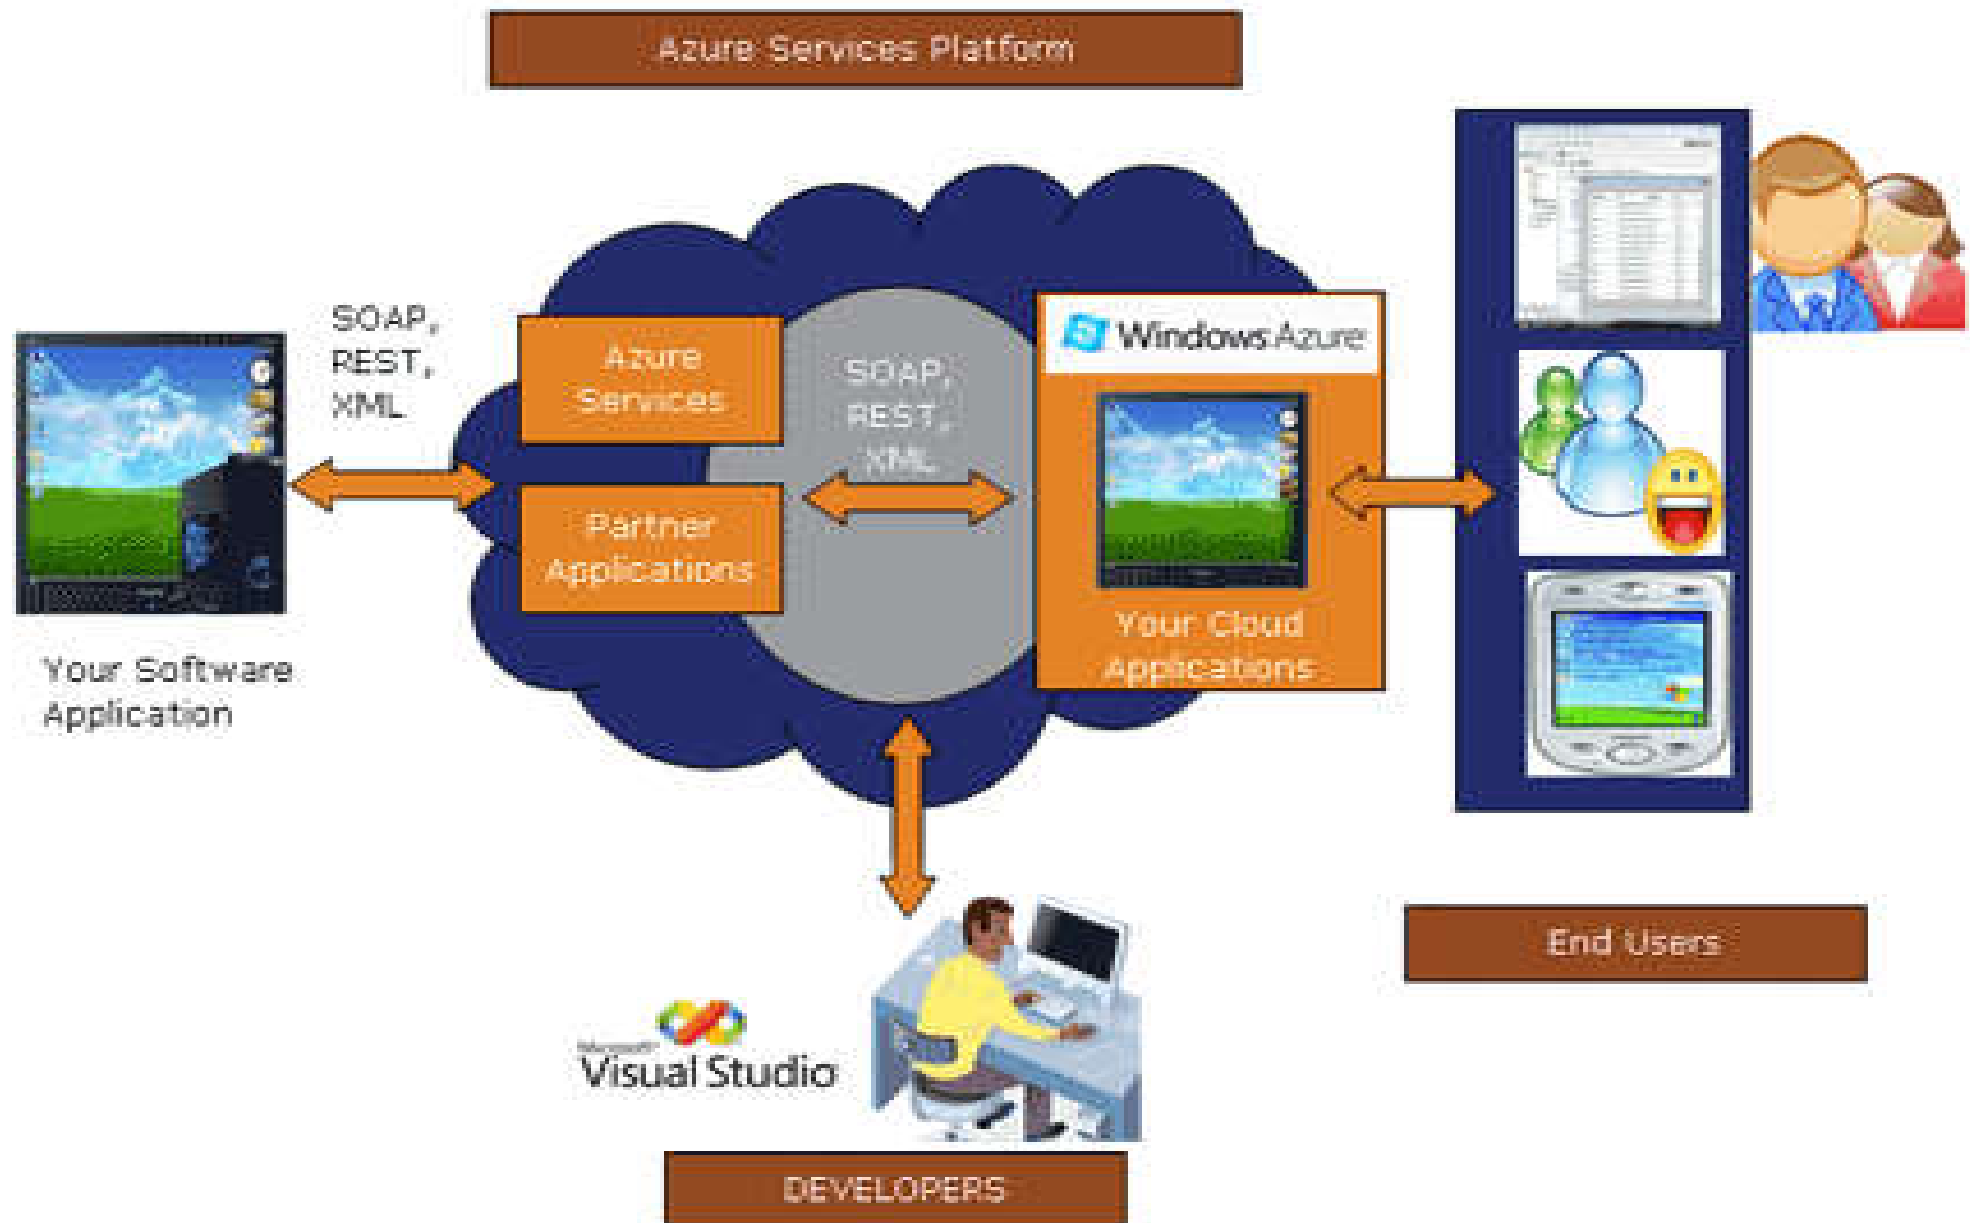 Azure Services Platform
SOAP,
REST,
XML
Azure
Services
SOAP,
REST,
XML
Windows Azure
Partner
Applications
Your Cloud
Applications
Your Software
Application
End Users
Microsoft
Visual Studio
DEVELOPERS